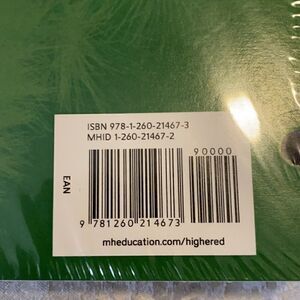 ISBN 978-1-260-21467-3
MHID 1-260-21467-2
90000
EAN
9 781260 214673
mheducation.com/highered